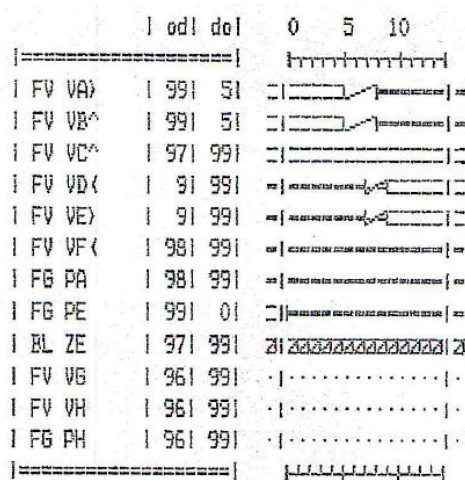 | od| do| 0 5 10
|====================|
| FV VA> | 99| 5|
| FV VB^ | 99| 5|
| FV VC^ | 97| 99|
| FV VD< | 9| 99|
| FV VE> | 9| 99|
| FV VF< | 98| 99|
| FG PA | 98| 99|
| FG PE | 99| 0|
| BL ZE | 97| 99|
| FV VG | 96| 99|
| FV VH | 96| 99|
| FG PH | 96| 99|
|====================|